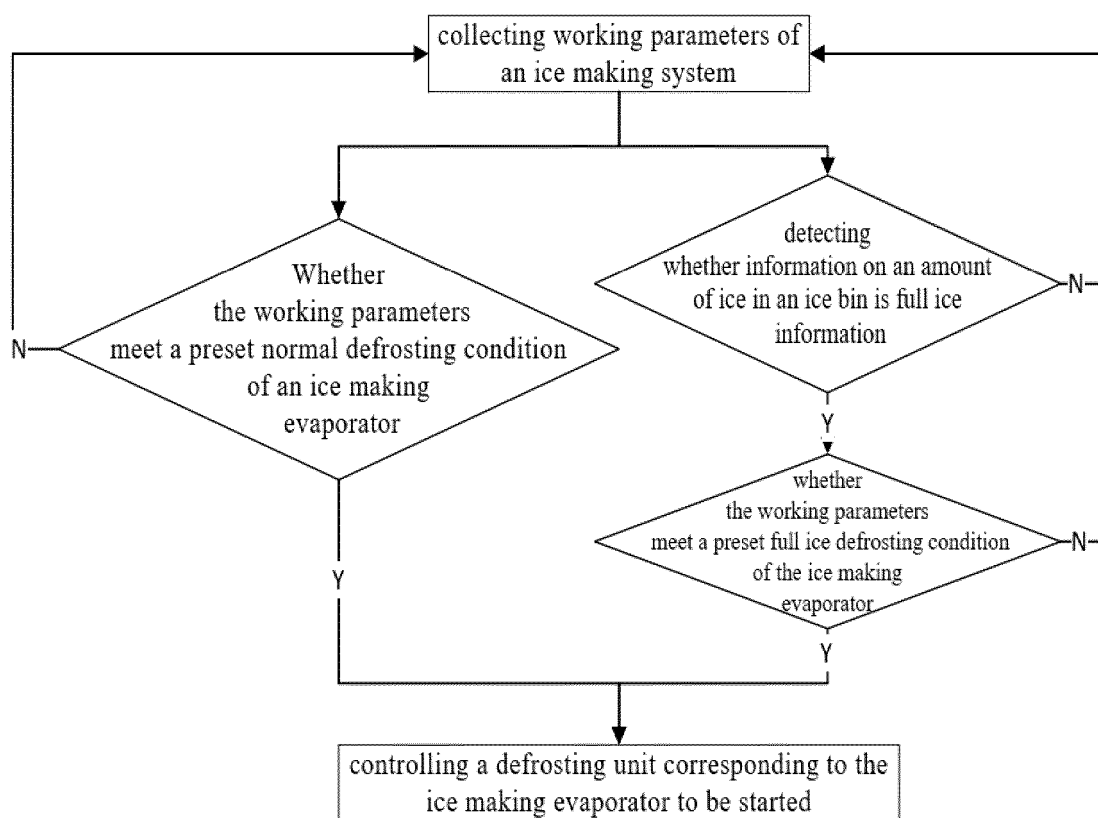 collecting working parameters of
an ice making system
Whether
the working parameters
meet a preset normal defrosting condition
of an ice making
evaporator
N
Y
detecting
whether information on an amount
of ice in an ice bin is full ice
information
N
Y
whether
the working parameters
meet a preset full ice defrosting condition
of the ice making
evaporator
N
Y
controlling a defrosting unit corresponding to the
ice making evaporator to be started